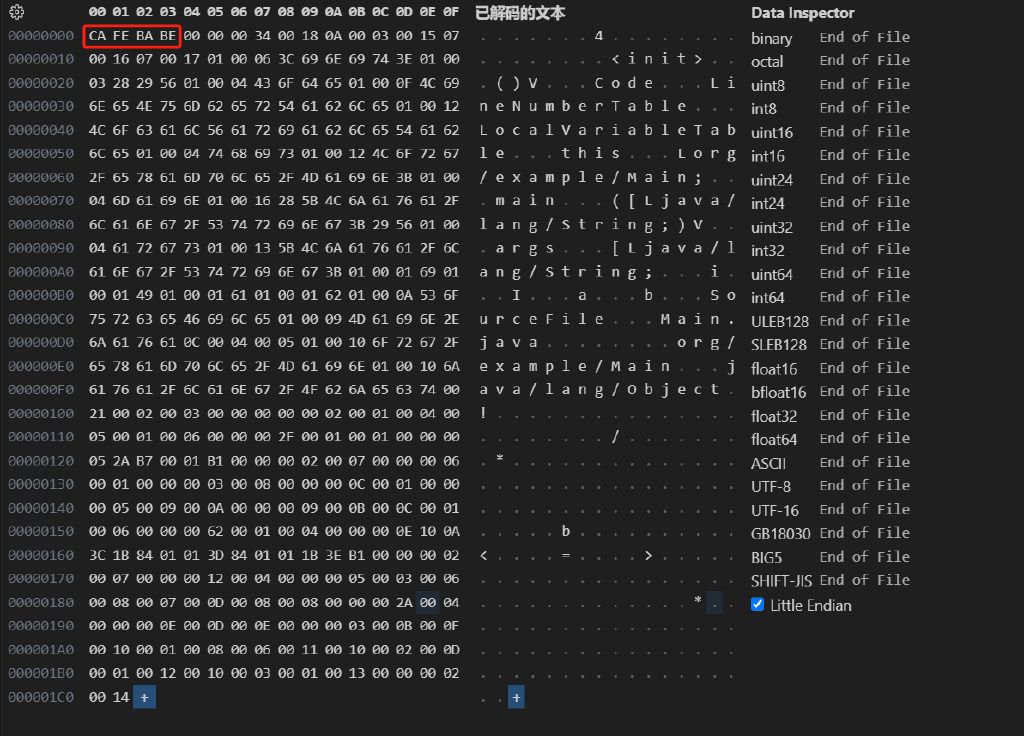 00 01 02 03 04 05 06 07 08 09 0A 0B 0C 0D 0E 0F 已解码的文本 Data Inspector
00000000 CA FE BA BE 00 00 00 34 00 18 0A 00 03 00 15 07 . . . . . . . 4 . . . . . . . . binary End of File
00000010 00 16 07 00 17 01 00 06 3C 69 6E 69 74 3E 01 00 . . . . . . . . < i n i t > . . octal End of File
00000020 03 28 29 56 01 00 04 43 6F 64 65 01 00 0F 4C 69 . ( ) V . . . C o d e . . . L i uint8 End of File
00000030 6E 65 4E 75 6D 62 65 72 54 61 62 6C 65 01 00 12 n e N u m b e r T a b l e . . . int8 End of File
00000040 4C 6F 63 61 6C 56 61 72 69 61 62 6C 65 54 61 62 L o c a l V a r i a b l e T a b uint16 End of File
00000050 6C 65 01 00 04 74 68 69 73 01 00 12 4C 6F 72 67 l e . . . t h i s . . . L o r g int16 End of File
00000060 2F 65 78 61 6D 70 6C 65 2F 4D 61 69 6E 3B 01 00 / e x a m p l e / M a i n ; . . uint24 End of File
00000070 04 6D 61 69 6E 01 00 16 28 5B 4C 6A 61 76 61 2F . m a i n . . . ( [ L j a v a / int24 End of File
00000080 6C 61 6E 67 2F 53 74 72 69 6E 67 3B 29 56 01 00 l a n g / S t r i n g ; ) V . . uint32 End of File
00000090 04 61 72 67 73 01 00 13 5B 4C 6A 61 76 61 2F 6C . a r g s . . . [ L j a v a / l int32 End of File
000000A0 61 6E 67 2F 53 74 72 69 6E 67 3B 01 00 01 69 01 a n g / S t r i n g ; . . . i . uint64 End of File
000000B0 00 01 49 01 00 01 61 01 00 01 62 01 00 0A 53 6F . . I . . . a . . . b . . . S o int64 End of File
000000C0 75 72 63 65 46 69 6C 65 01 00 09 4D 61 69 6E 2E u r c e F i l e . . . M a i n . ULEB128 End of File
000000D0 6A 61 76 61 0C 00 04 00 05 01 00 10 6F 72 67 2F j a v a . . . . . . . . o r g / SLEB128 End of File
000000E0 65 78 61 6D 70 6C 65 2F 4D 61 69 6E 01 00 10 6A e x a m p l e / M a i n . . . j float16 End of File
000000F0 61 76 61 2F 6C 61 6E 67 2F 4F 62 6A 65 63 74 00 a v a / l a n g / O b j e c t . bfloat16 End of File
00000100 21 00 02 00 03 00 00 00 00 00 02 00 01 00 04 00 ! . . . . . . . . . . . . . . . float32 End of File
00000110 05 00 01 00 06 00 00 00 2F 00 01 00 01 00 00 00 . . . . . . . . / . . . . . . . float64 End of File
00000120 05 2A B7 00 01 B1 00 00 00 02 00 07 00 00 00 06 . * . . . . . . . . . . . . . . ASCII End of File
00000130 00 01 00 00 00 03 00 08 00 00 00 0C 00 01 00 00 . . . . . . . . . . . . . . . . UTF-8 End of File
00000140 00 05 00 09 00 0A 00 00 00 09 00 0B 00 0C 00 01 . . . . . . . . . . . . . . . . UTF-16 End of File
00000150 00 06 00 00 00 62 00 01 00 04 00 00 00 0E 10 0A . . . . . b . . . . . . . . . . GB18030 End of File
00000160 3C 1B 84 01 01 3D 84 01 01 1B 3E B1 00 00 00 02 < . . . . = . . . . > . . . . . BIG5 End of File
00000170 00 07 00 00 00 12 00 04 00 00 00 05 00 03 00 06 . . . . . . . . . . . . . . . . SHIFT-JIS End of File
00000180 00 08 00 07 00 0D 00 08 00 08 00 00 00 2A 00 04 . . . . . . . . . . . . . * . . Little Endian
00000190 00 00 00 0E 00 0D 00 0E 00 00 00 03 00 0B 00 0F . . . . . . . . . . . . . . . .
000001A0 00 10 00 01 00 08 00 06 00 11 00 10 00 02 00 0D . . . . . . . . . . . . . . . .
000001B0 00 01 00 12 00 10 00 03 00 01 00 13 00 00 00 02 . . . . . . . . . . . . . . . .
000001C0 00 14 + . . +